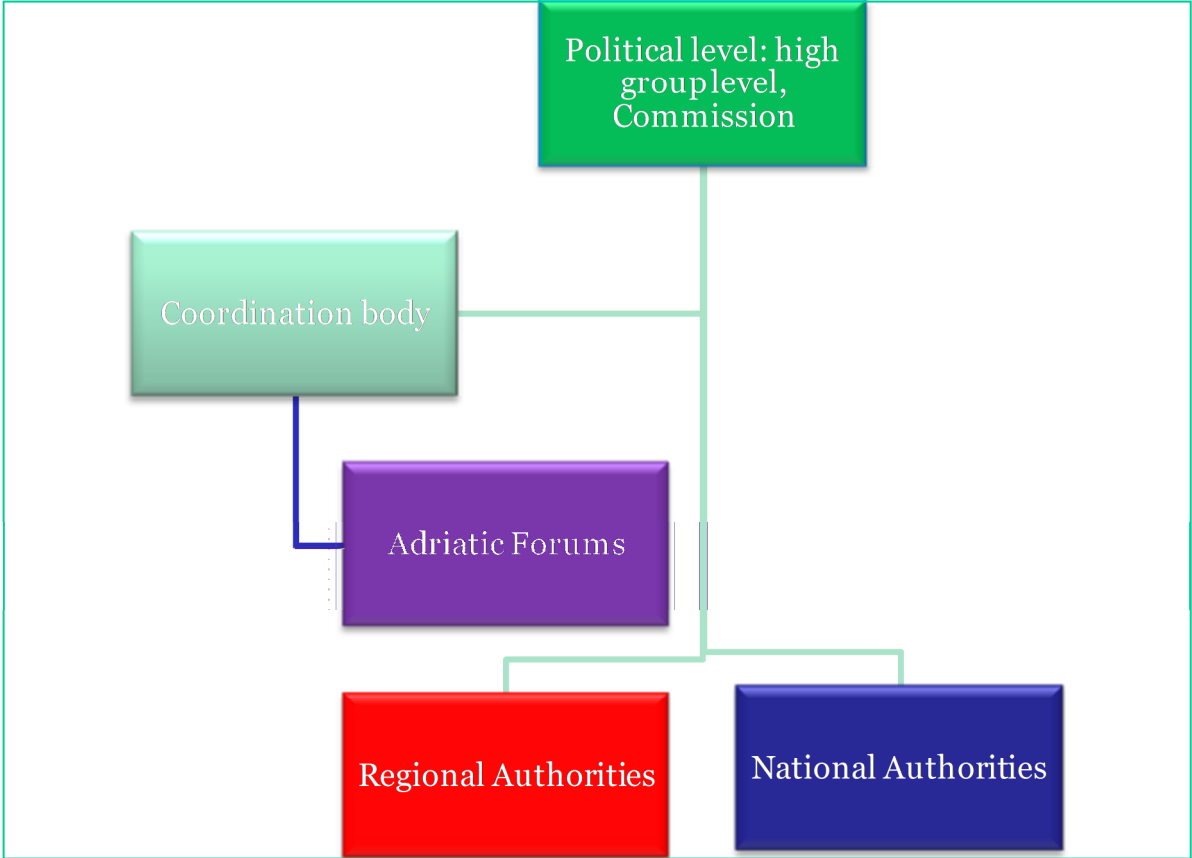 Political level: high
group level,
Commission
Coordination body
Adriatic Forums
Regional Authorities
National Authorities